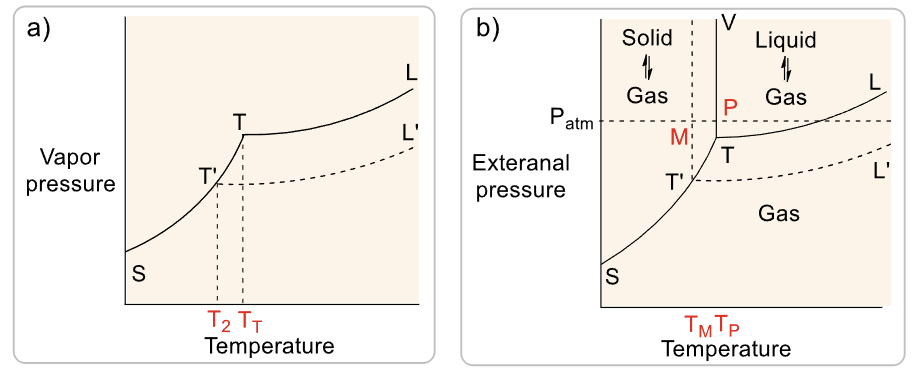 a)
L
T
L'
Vapor
pressure
T'
S
T2 TT
Temperature
b)
V
Solid
Liquid
Gas
Gas
L
P
Patm
M
T
Exteranal
pressure
T'
L'
Gas
S
TM TP
Temperature